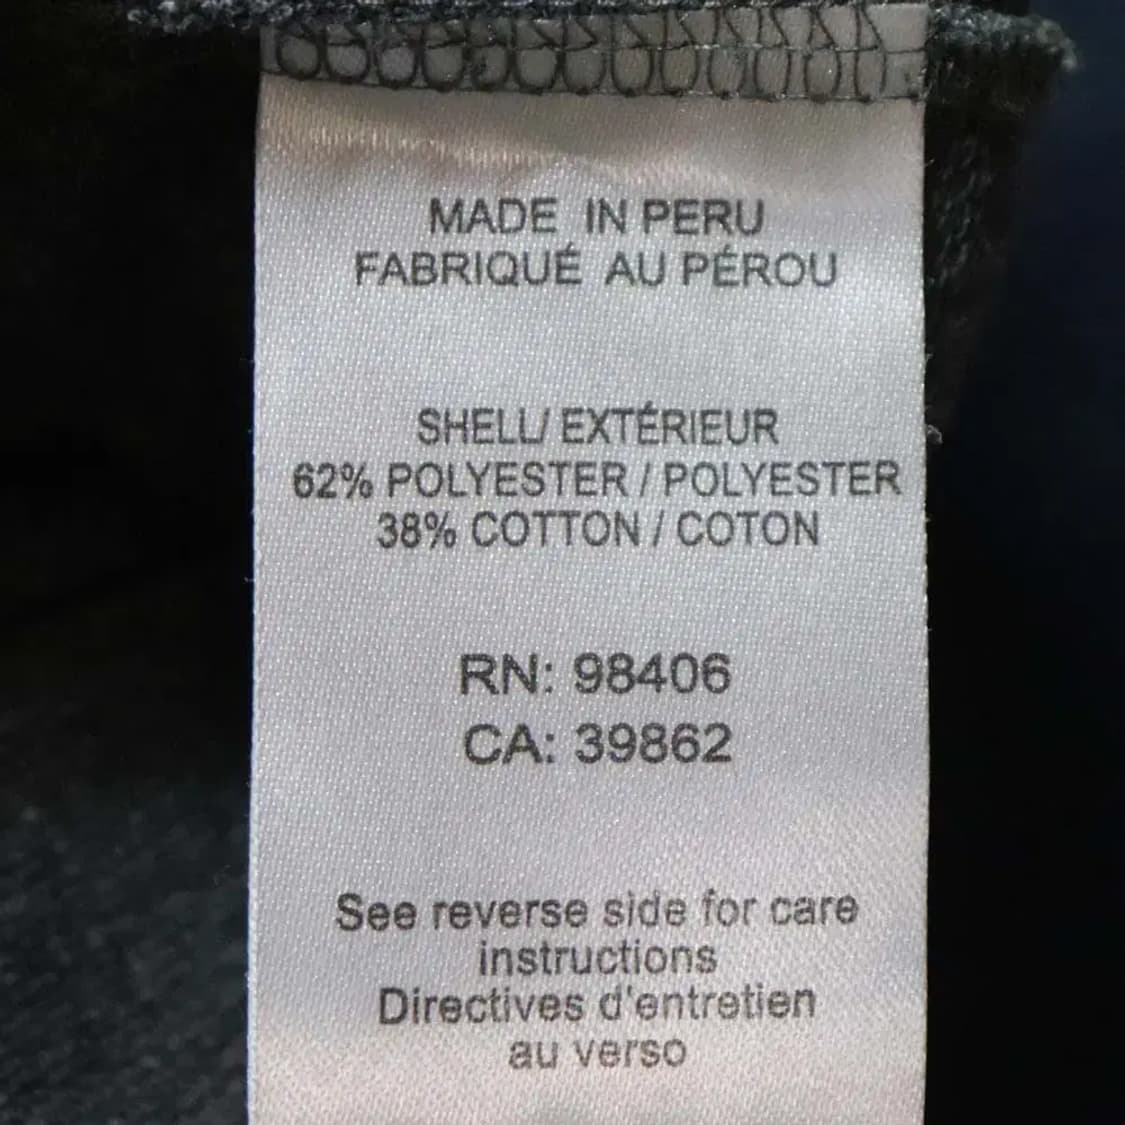 MADE IN PERU
FABRIQUÉ AU PÉROU
SHELL/ EXTÉRIEUR
62% POLYESTER / POLYESTER
38% COTTON / COTON
RN: 98406
CA: 39862
See reverse side for care
instructions
Directives d'entretien
au verso